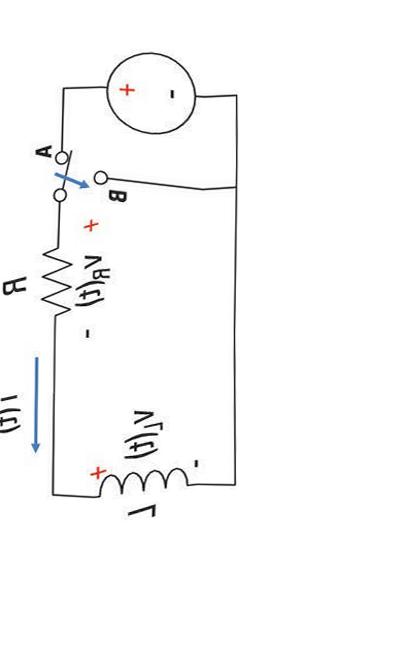 A
B
+
-
+
V_R(t)
-
R
I(t)
+
V_L(t)
-
L